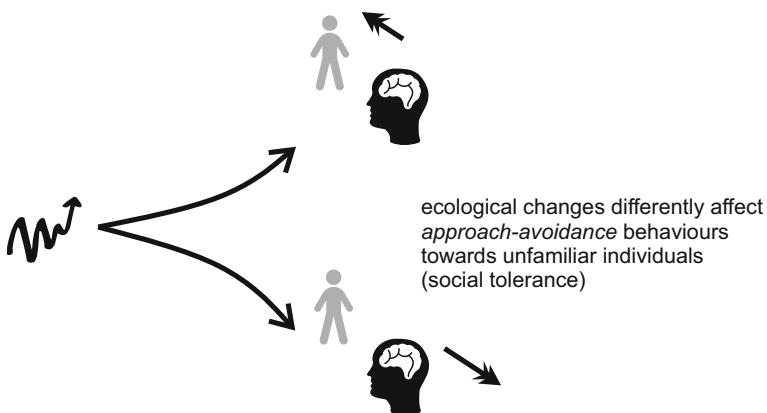 ecological changes differently affect
approach-avoidance behaviours
towards unfamiliar individuals
(social tolerance)